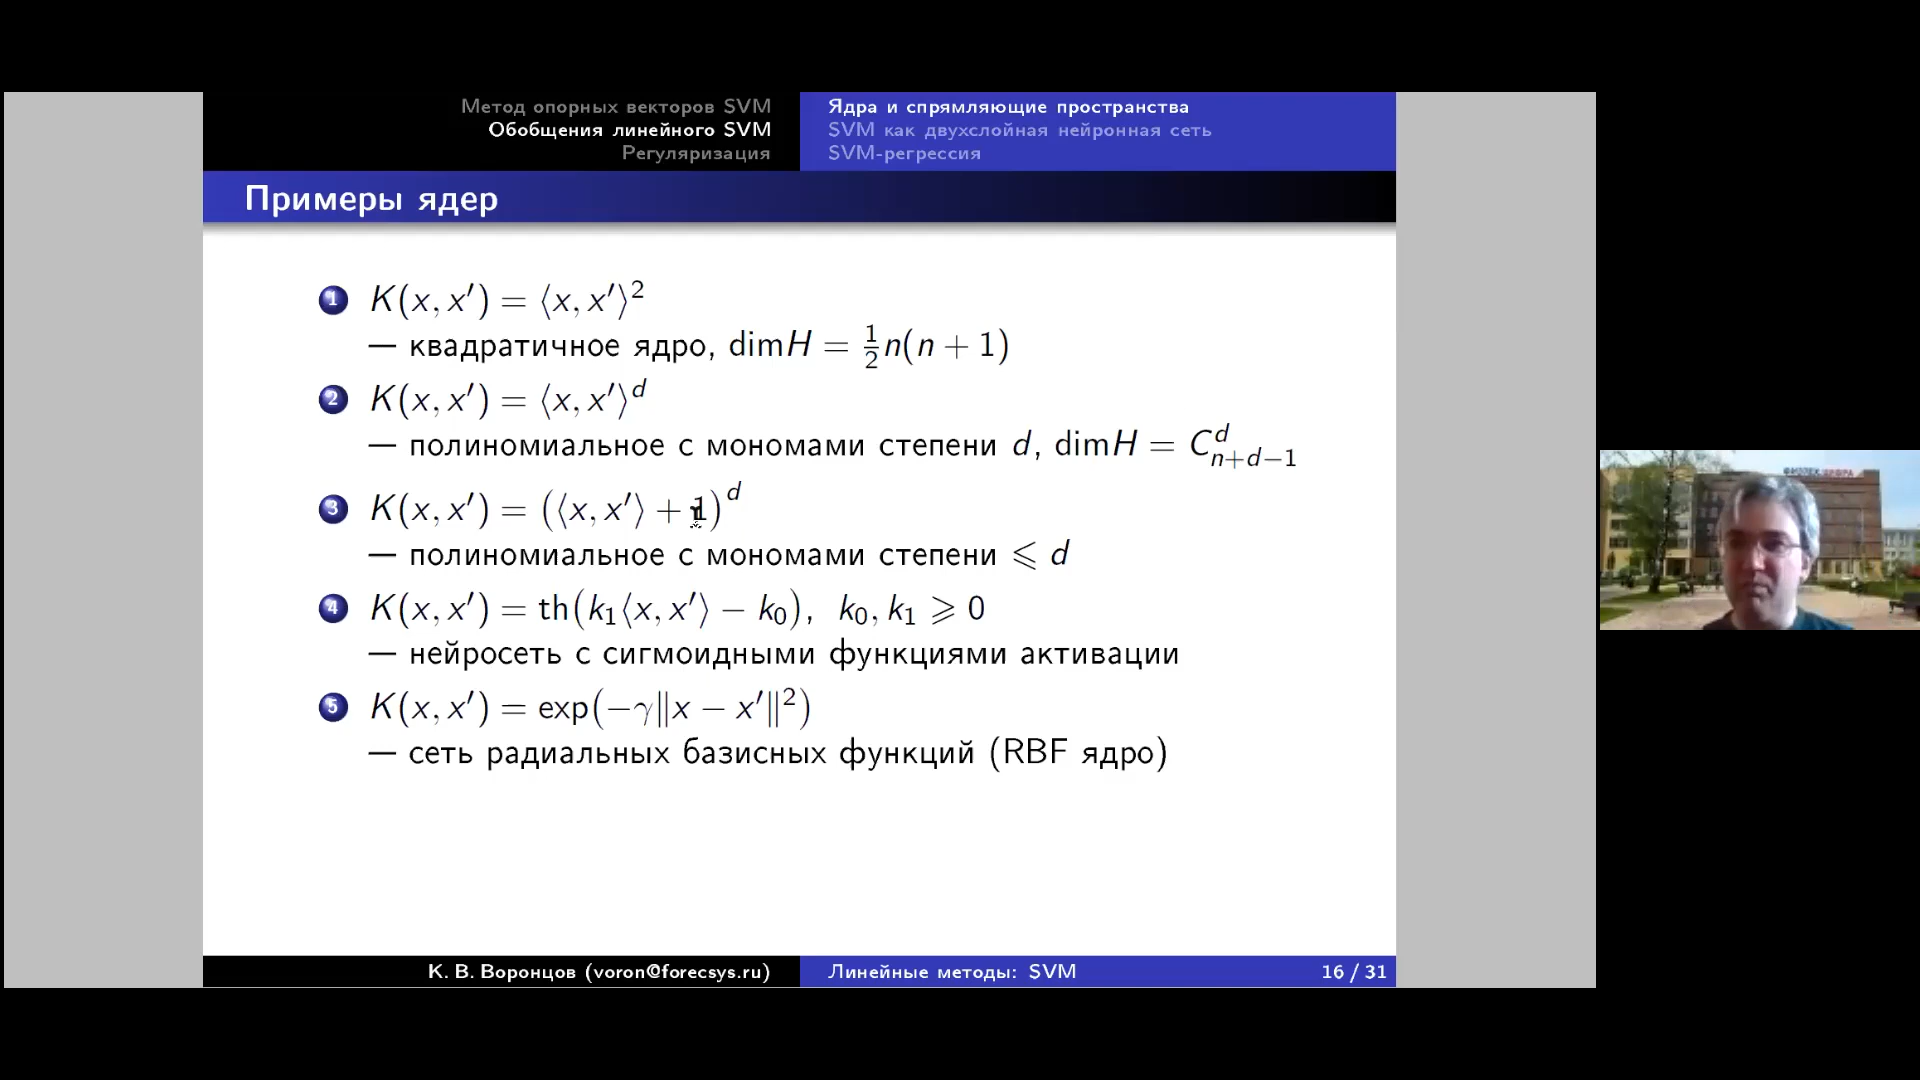 Метод опорных векторов SVM
Обобщения линейного SVM
Регуляризация
Ядра и спрямляющие пространства
SVM как двухслойная нейронная сеть
SVM-регрессия
Примеры ядер
1 K(x, x′) = ⟨x, x′⟩²
— квадратичное ядро, dim H = ½n(n + 1)
2 K(x, x′) = ⟨x, x′⟩^d
— полиномиальное с мономами степени d, dim H = C^d_{n+d−1}
3 K(x, x′) = (⟨x, x′⟩ + 1)^d
— полиномиальное с мономами степени ⩽ d
4 K(x, x′) = th(k₁⟨x, x′⟩ − k₀), k₀, k₁ ⩾ 0
— нейросеть с сигмоидными функциями активации
5 K(x, x′) = exp(−γ‖x − x′‖²)
— сеть радиальных базисных функций (RBF ядро)
К. В. Воронцов (voron@forecsys.ru)
Линейные методы: SVM
16 / 31